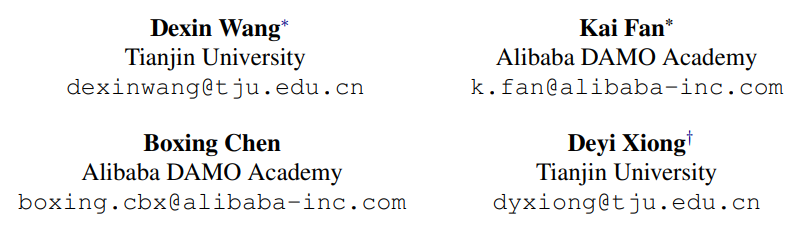 Dexin Wang* Kai Fan*
Tianjin University Alibaba DAMO Academy
dexinwang@tju.edu.cn k.fan@alibaba-inc.com
Boxing Chen Deyi Xiong†
Alibaba DAMO Academy Tianjin University
boxing.cbx@alibaba-inc.com dyxiong@tju.edu.cn